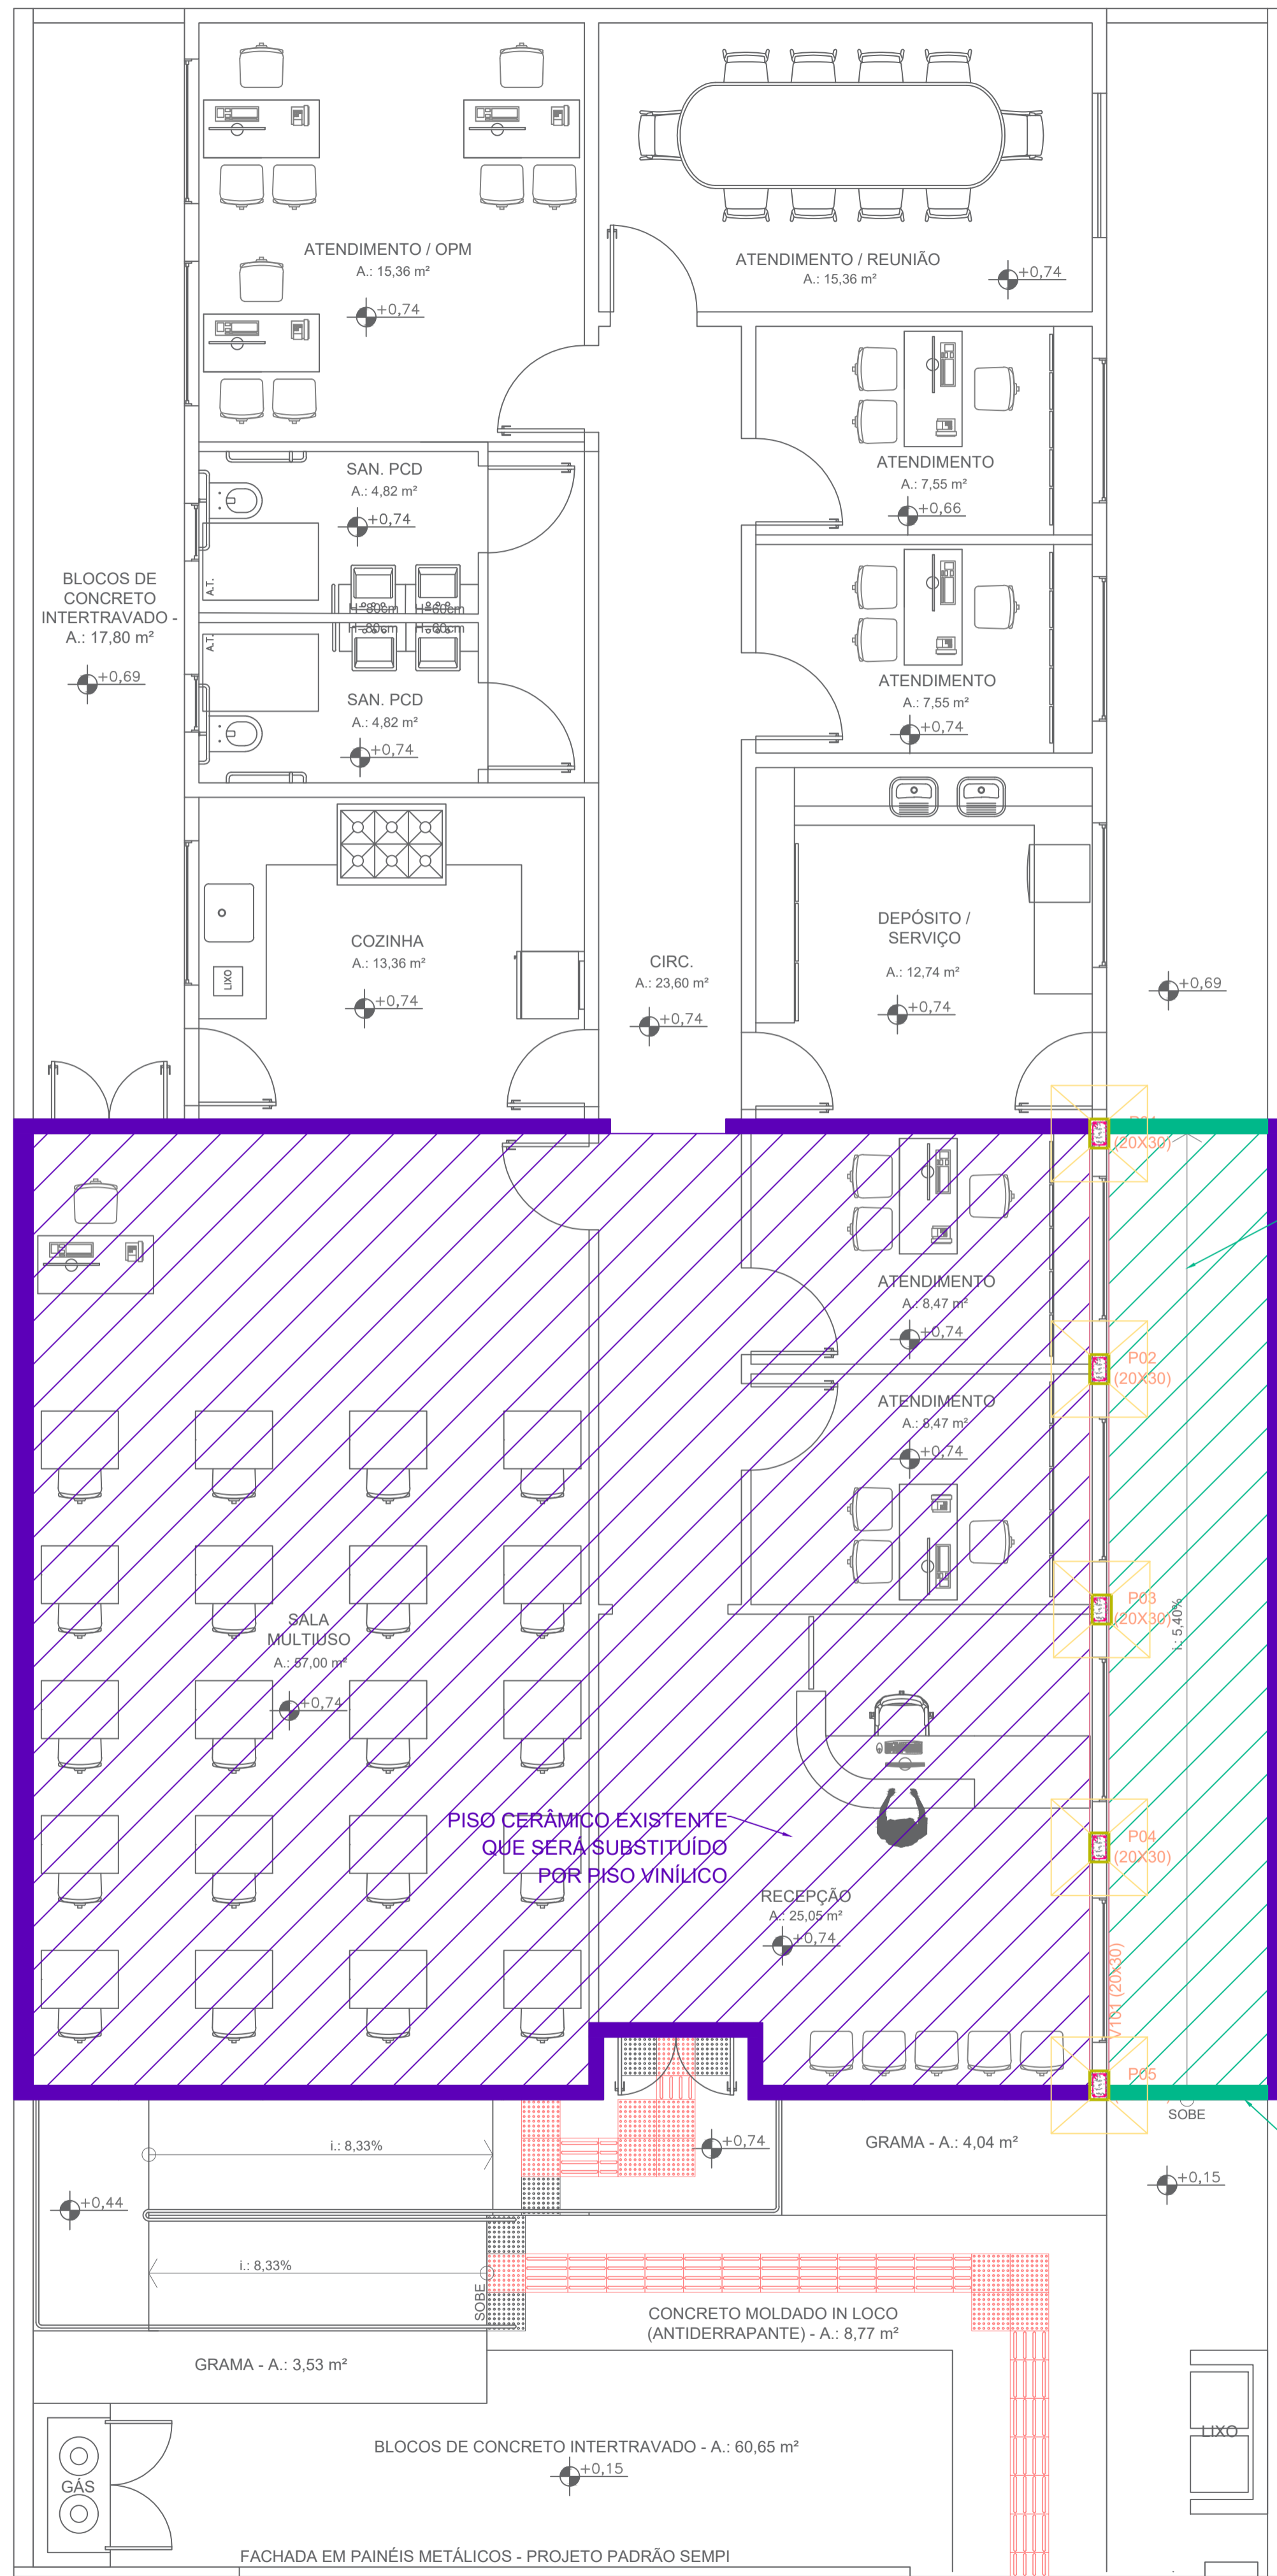 ATENDIMENTO / OPM
A.: 15,36 m²
+0,74
ATENDIMENTO / REUNIÃO
A.: 15,36 m²
+0,74
SAN. PCD
A.: 4,82 m²
+0,74
A.T.
H=80cm
H=60cm
ATENDIMENTO
A.: 7,55 m²
+0,66
BLOCOS DE
CONCRETO
INTERTRAVADO -
A.: 17,80 m²
+0,69
H=80cm
H=60cm
A.T.
SAN. PCD
A.: 4,82 m²
+0,74
ATENDIMENTO
A.: 7,55 m²
+0,74
COZINHA
A.: 13,36 m²
LIXO
+0,74
CIRC.
A.: 23,60 m²
+0,74
DEPÓSITO /
SERVIÇO
A.: 12,74 m²
+0,74
+0,69
(20X30)
ATENDIMENTO
A.: 8,47 m²
+0,74
P02
(20X30)
ATENDIMENTO
A.: 8,47 m²
+0,74
P03
(20X30)
i.: 5,40%
SALA
MULTIUSO
A.: 57,00 m²
+0,74
PISO CERÂMICO EXISTENTE
QUE SERÁ SUBSTITUÍDO
POR PISO VINÍLICO
P04
(20X30)
RECEPÇÃO
A.: 25,05 m²
+0,74
V101 (20X30)
P05
SOBE
i.: 8,33%
+0,74
GRAMA - A.: 4,04 m²
+0,15
+0,44
i.: 8,33%
SOBE
CONCRETO MOLDADO IN LOCO
(ANTIDERRAPANTE) - A.: 8,77 m²
GRAMA - A.: 3,53 m²
BLOCOS DE CONCRETO INTERTRAVADO - A.: 60,65 m²
+0,15
GÁS
LIXO
FACHADA EM PAINÉIS METÁLICOS - PROJETO PADRÃO SEMPI